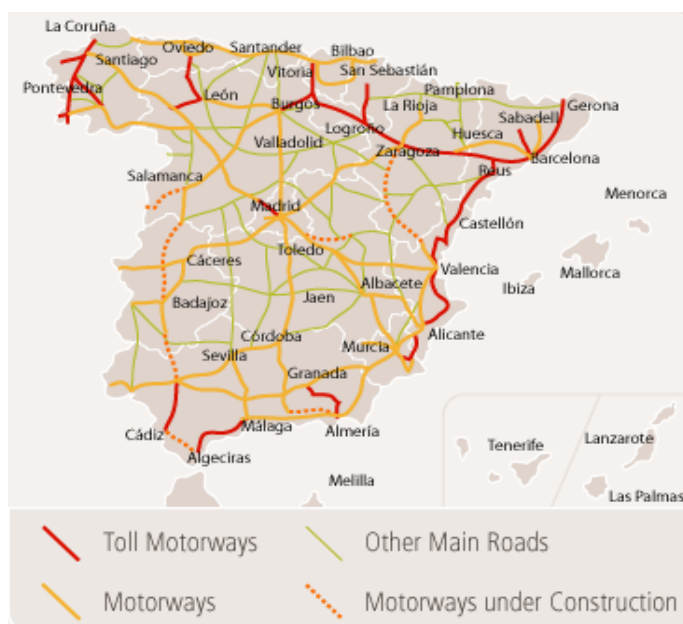 La Coruña
Oviedo
Santander
Bilbao
Santiago
Vitoria
San Sebastián
Pontevedra
León
Burgos
Pamplona
La Rioja
Gerona
Sabadell
Logroño
Huesca
Valladolid
Zaragoza
Barcelona
Reus
Salamanca
Menorca
Madrid
Castellón
Toledo
Cáceres
Valencia
Mallorca
Albacete
Ibiza
Badajoz
Jaen
Alicante
Córdoba
Murcia
Sevilla
Granada
Cádiz
Málaga
Almería
Algeciras
Tenerife
Lanzarote
Melilla
Las Palmas
Toll Motorways
Other Main Roads
Motorways
Motorways under Construction